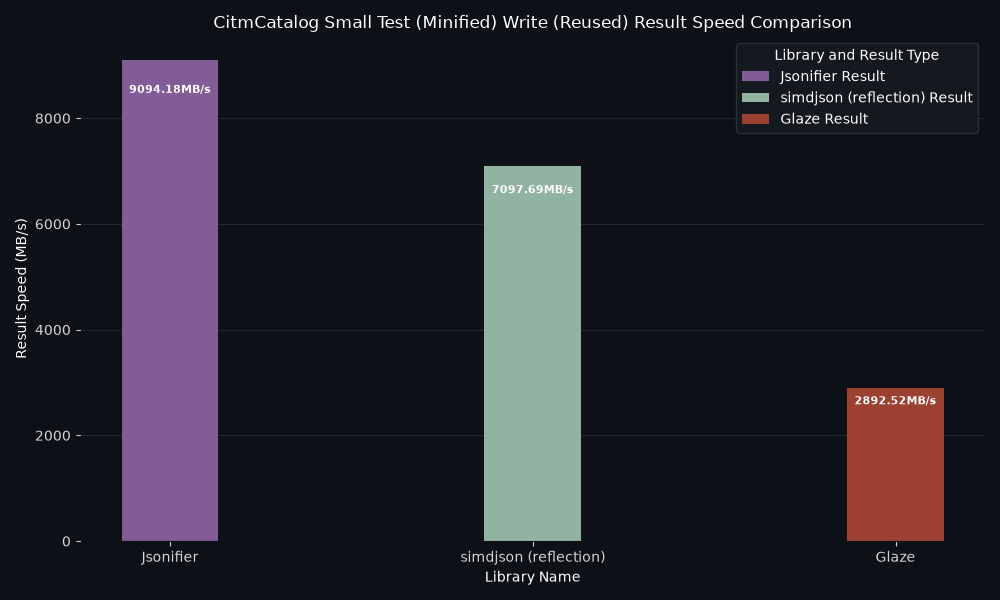 CitmCatalog Small Test (Minified) Write (Reused) Result Speed Comparison
Library and Result Type
Jsonifier Result
simdjson (reflection) Result
Glaze Result
9094.18MB/s
7097.69MB/s
2892.52MB/s
Result Speed (MB/s)
8000
6000
4000
2000
0
Jsonifier
simdjson (reflection)
Glaze
Library Name